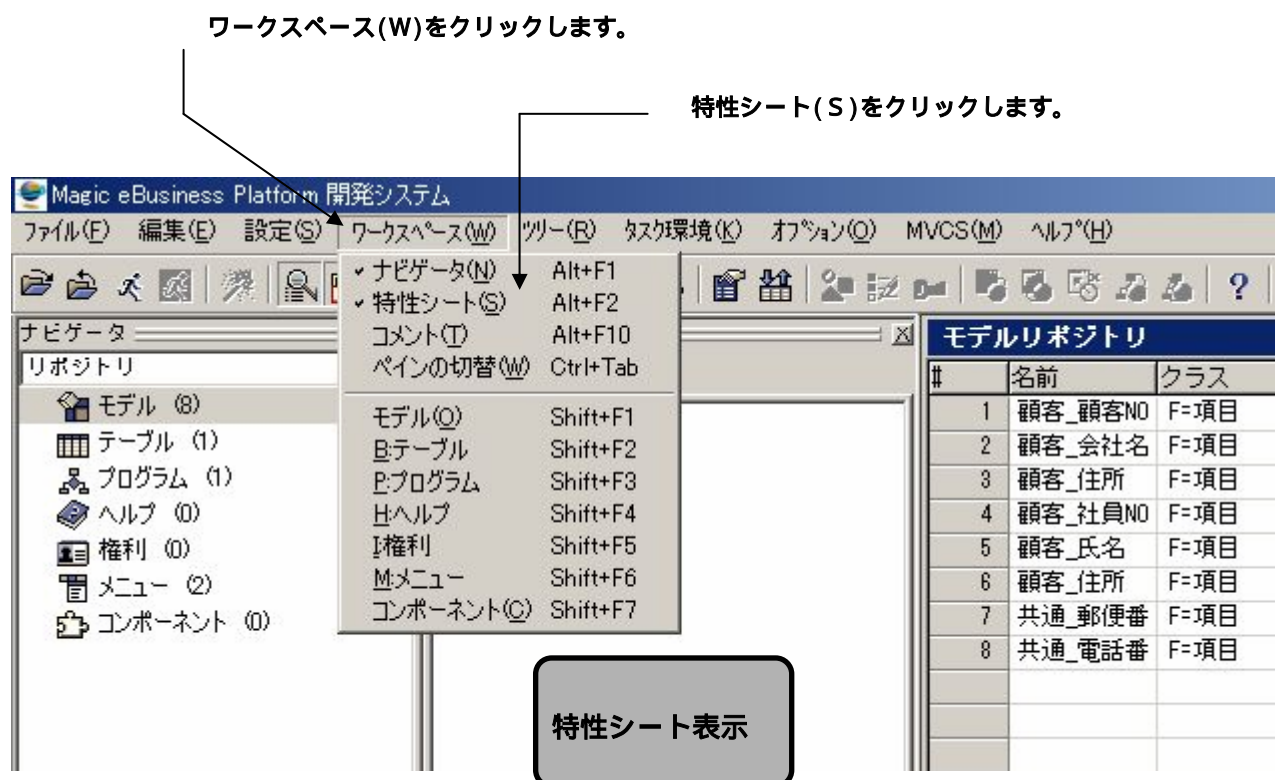 ワークスペース(W)をクリックします。
特性シート(S)をクリックします。
Magic eBusiness Platform 開発システム
ファイル(F) 編集(E) 設定(S) ワークスペース(W) ツリー(R) タスク環境(K) オプション(O) MVCS(M) ヘルプ(H)
ナビゲータ(N) Alt+F1
特性シート(S) Alt+F2
コメント(T) Alt+F10
ペインの切替(W) Ctrl+Tab
モデル(O) Shift+F1
B:テーブル Shift+F2
P:プログラム Shift+F3
H:ヘルプ Shift+F4
I:権利 Shift+F5
M:メニュー Shift+F6
コンポーネント(C) Shift+F7
ナビゲータ
リポジトリ
モデル (8)
テーブル (1)
プログラム (1)
ヘルプ (0)
権利 (0)
メニュー (2)
コンポーネント (0)
特性シート表示
モデルリポジトリ
# 名前 クラス
1 顧客_顧客NO F=項目
2 顧客_会社名 F=項目
3 顧客_住所 F=項目
4 顧客_社員NO F=項目
5 顧客_氏名 F=項目
6 顧客_住所 F=項目
7 共通_郵便番 F=項目
8 共通_電話番 F=項目